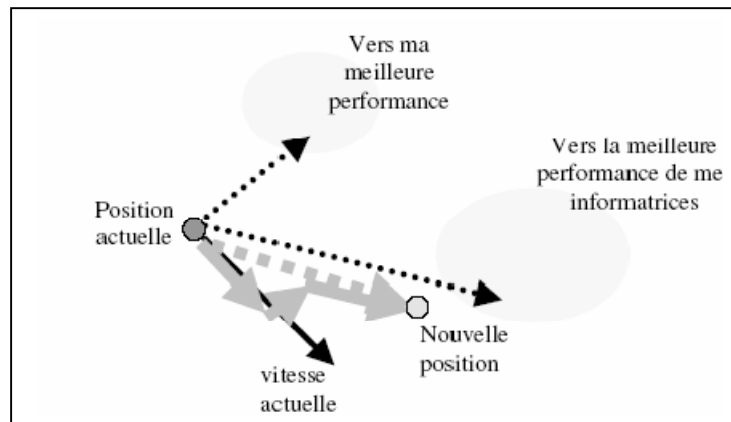 Vers ma
meilleure
performance
Vers la meilleure
performance de me
informatrices
Position
actuelle
Nouvelle
position
vitesse
actuelle